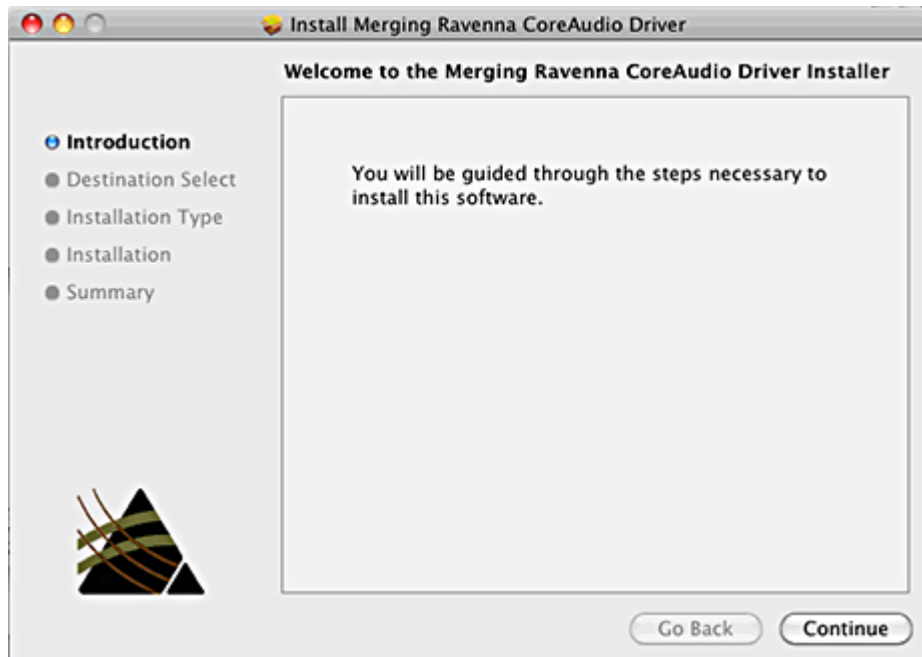 Install Merging Ravenna CoreAudio Driver
Welcome to the Merging Ravenna CoreAudio Driver Installer
Introduction
Destination Select
Installation Type
Installation
Summary
You will be guided through the steps necessary to
install this software.
Go Back
Continue